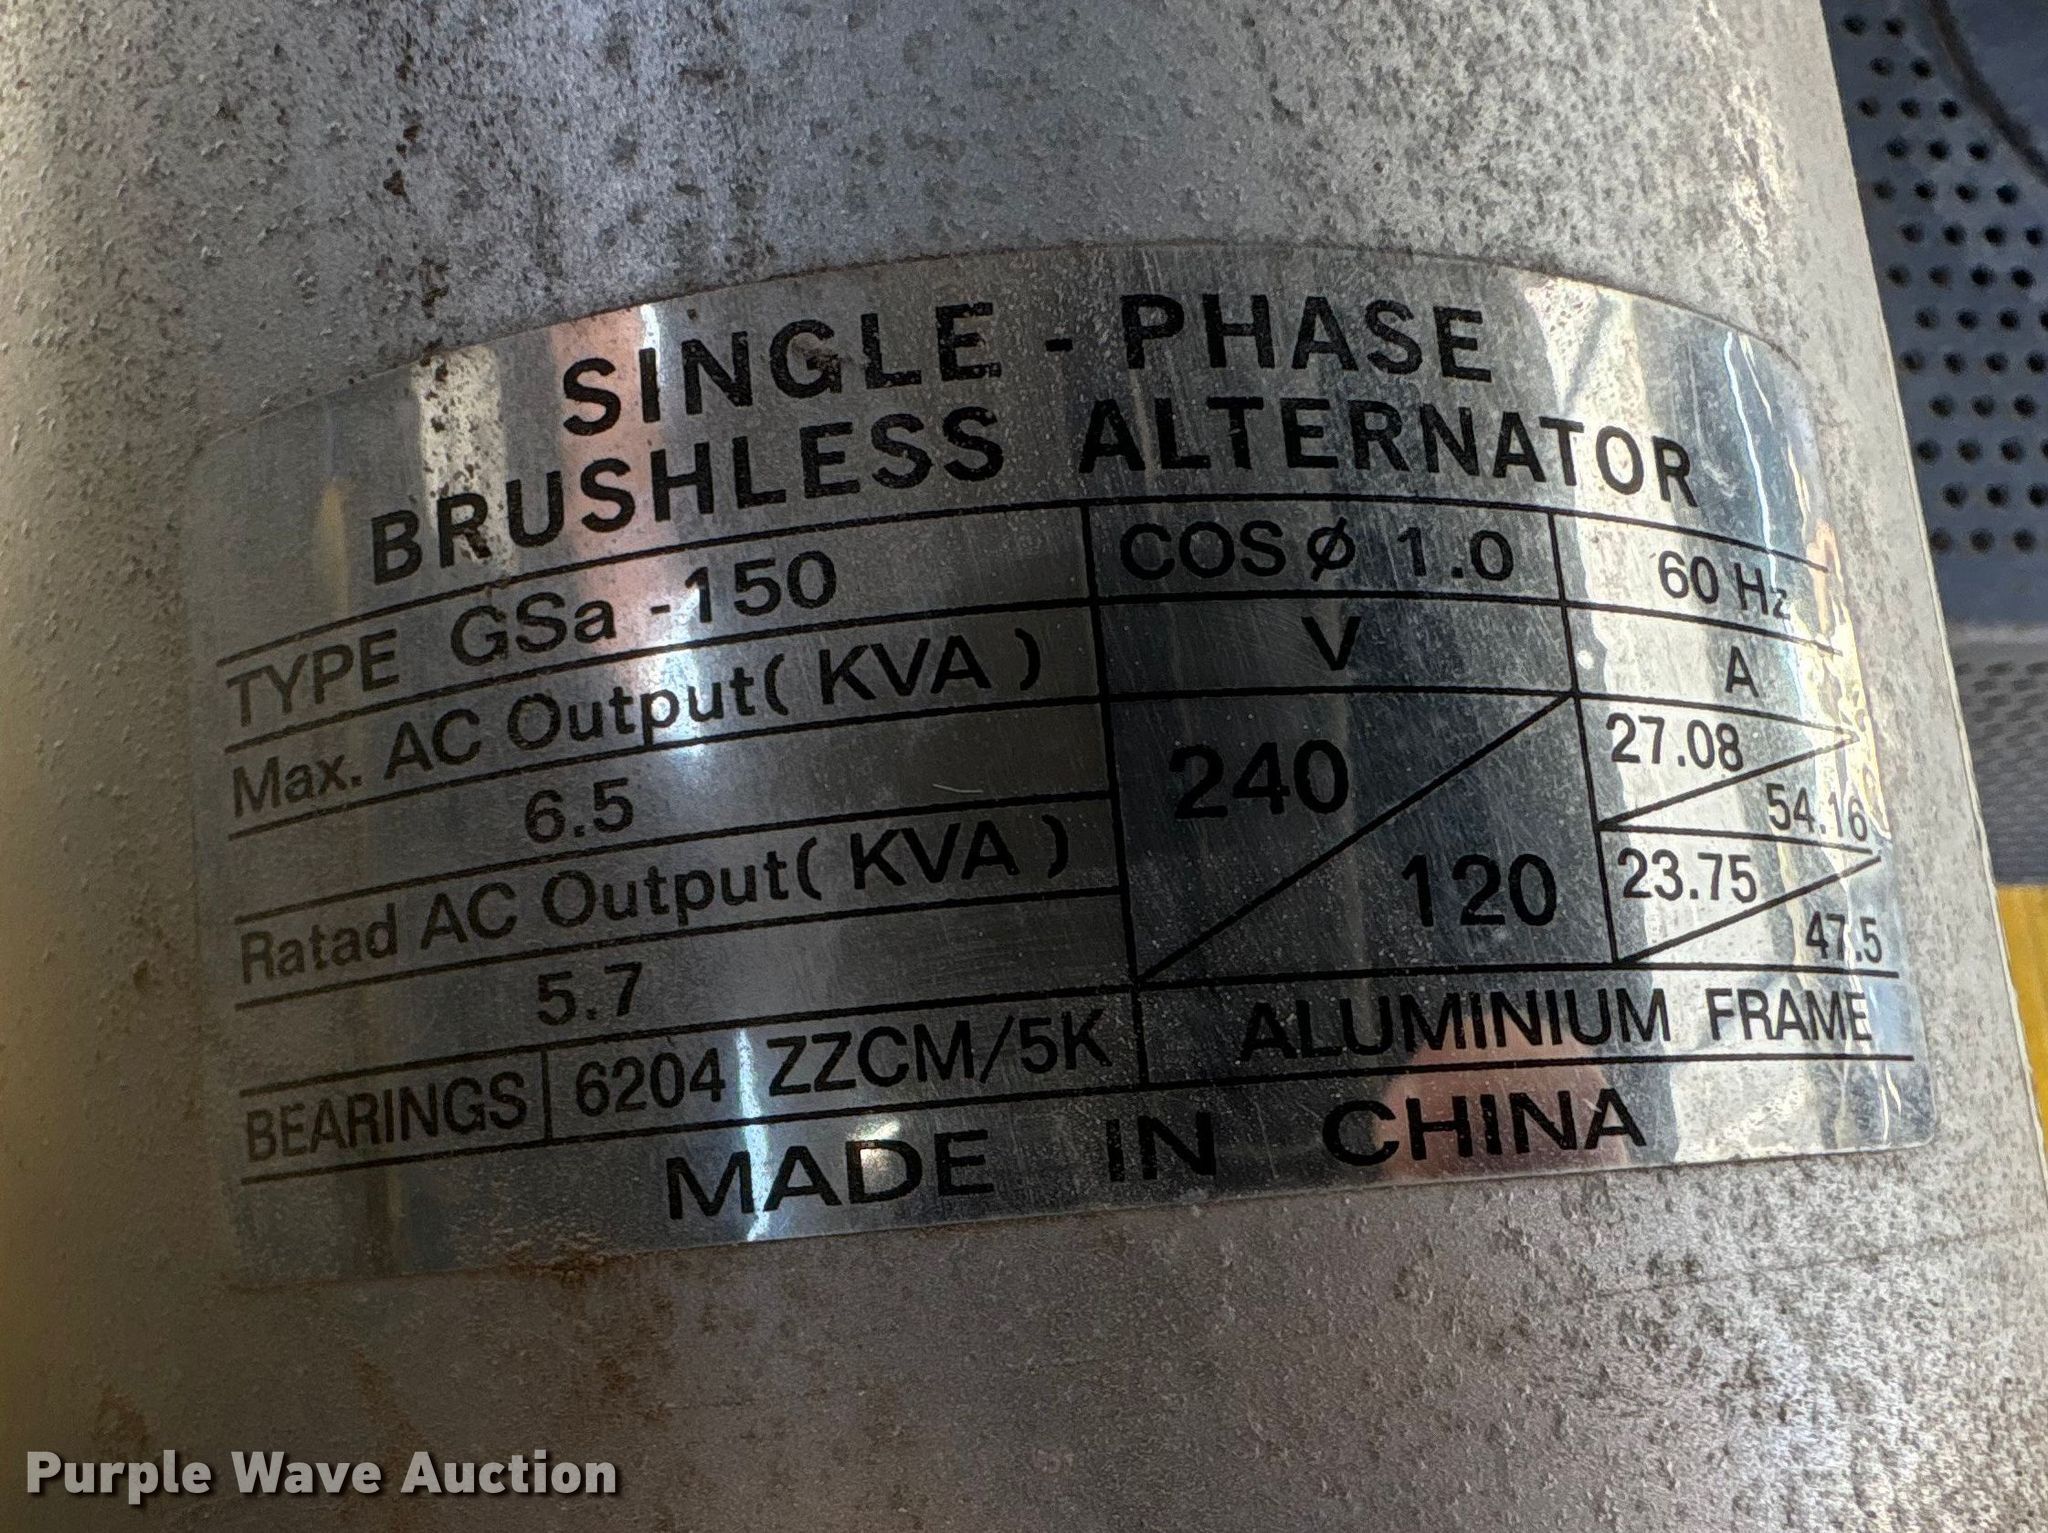 SINGLE - PHASE
BRUSHLESS ALTERNATOR
TYPE GSa -150 COS ϕ 1.0 60 Hz
Max. AC Output( KVA ) V A
6.5 240 27.08
54.16
Ratad AC Output( KVA ) 120 23.75
5.7 47.5
BEARINGS 6204 ZZCM/5K ALUMINIUM FRAME
MADE IN CHINA
Purple Wave Auction